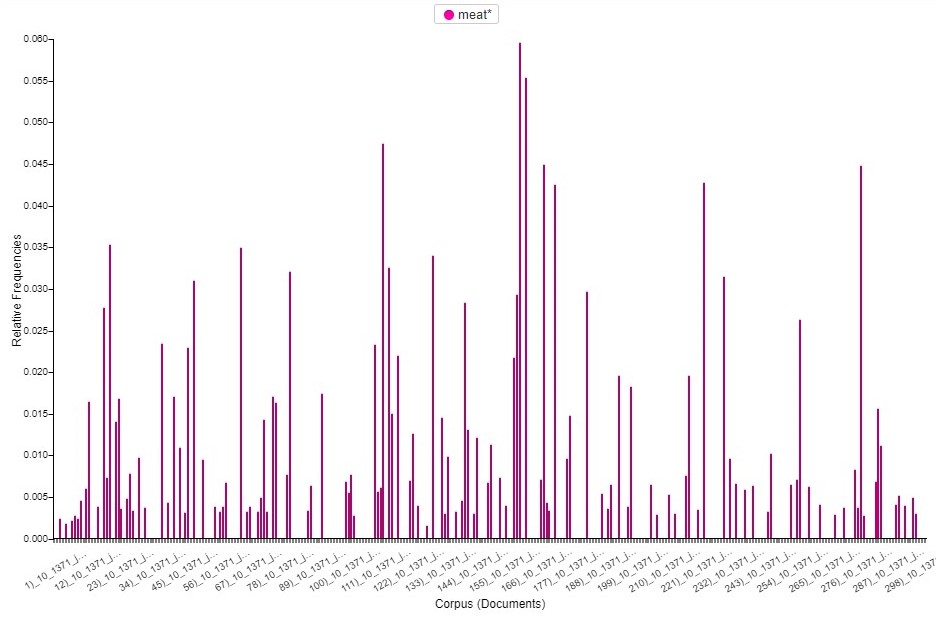 meat*
0.060
0.055
0.050
0.045
0.040
0.035
0.030
0.025
0.020
0.015
0.010
0.005
0.000
Relative Frequencies
1)_10_1371_j...
12)_10_1371_j...
23)_10_1371_j...
34)_10_1371_j...
45)_10_1371_j...
56)_10_1371_j...
67)_10_1371_j...
78)_10_1371_j...
89)_10_1371_j...
100)_10_1371_j...
111)_10_1371_j...
122)_10_1371_j...
133)_10_1371_j...
144)_10_1371_j...
155)_10_1371_j...
166)_10_1371_j...
177)_10_1371_j...
188)_10_1371_j...
199)_10_1371_j...
210)_10_1371_j...
221)_10_1371_j...
232)_10_1371_j...
243)_10_1371_j...
254)_10_1371_j...
265)_10_1371_j...
276)_10_1371_j...
287)_10_1371_j...
298)_10_137
Corpus (Documents)